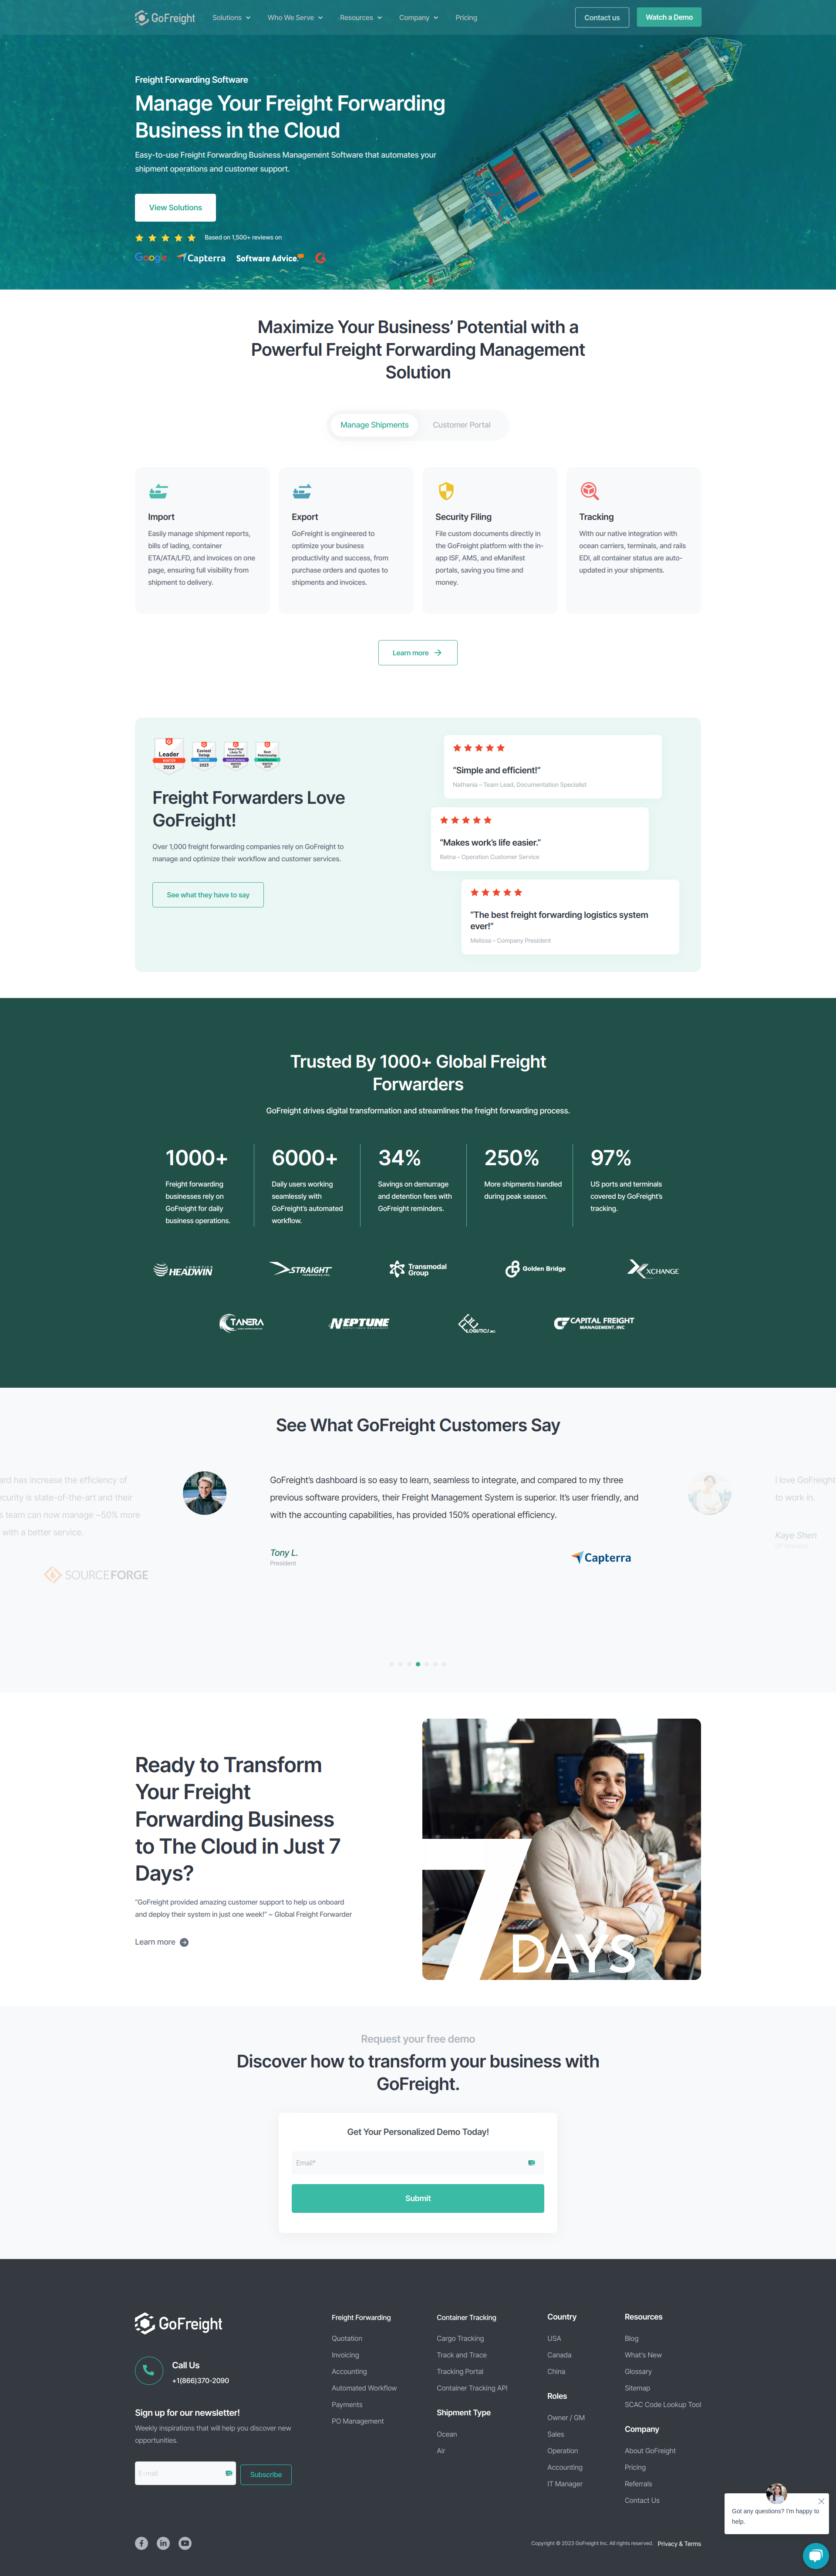 GoFreight
Solutions
Who We Serve
Resources
Company
Pricing
Contact us
Watch a Demo
Freight Forwarding Software
Manage Your Freight Forwarding
Business in the Cloud
Easy-to-use Freight Forwarding Business Management Software that automates your
shipment operations and customer support.
View Solutions
Based on 1,500+ reviews on
Google
Capterra
Software Advice
Maximize Your Business’ Potential with a
Powerful Freight Forwarding Management
Solution
Manage Shipments
Customer Portal
Import
Easily manage shipment reports,
bills of lading, container
ETA/ATA/LFD, and invoices on one
page, ensuring full visibility from
shipment to delivery.
Export
GoFreight is engineered to
optimize your business
productivity and success, from
purchase orders and quotes to
shipments and invoices.
Security Filing
File custom documents directly in
the GoFreight platform with the in-
app ISF, AMS, and eManifest
portals, saving you time and
money.
Tracking
With our native integration with
ocean carriers, terminals, and rails
EDI, all container status are auto-
updated in your shipments.
Learn more
Leader
WINTER
2023
Easiest
Setup
2023
2023
2023
Freight Forwarders Love
GoFreight!
Over 1,000 freight forwarding companies rely on GoFreight to
manage and optimize their workflow and customer services.
See what they have to say
“Simple and efficient!”
Nathania – Team Lead, Documentation Specialist
“Makes work’s life easier.”
Ratna – Operation Customer Service
“The best freight forwarding logistics system
ever!”
Melissa – Company President
Trusted By 1000+ Global Freight
Forwarders
GoFreight drives digital transformation and streamlines the freight forwarding process.
1000+
Freight forwarding
businesses rely on
GoFreight for daily
business operations.
6000+
Daily users working
seamlessly with
GoFreight’s automated
workflow.
34%
Savings on demurrage
and detention fees with
GoFreight reminders.
250%
More shipments handled
during peak season.
97%
US ports and terminals
covered by GoFreight’s
tracking.
LOGISTICS
HEADWIN
STRAIGHT
FORWARDING, INC.
Transmodal
Group
Golden Bridge
XCHANGE
TANERA
NEPTUNE
LOGISTICS, INC
CAPITAL FREIGHT
MANAGEMENT, INC
See What GoFreight Customers Say
ard has increase the efficiency of
curity is state-of-the-art and their
s team can now manage ~50% more
with a better service.
SOURCEFORGE
GoFreight’s dashboard is so easy to learn, seamless to integrate, and compared to my three
previous software providers, their Freight Management System is superior. It’s user friendly, and
with the accounting capabilities, has provided 150% operational efficiency.
Tony L.
President
Capterra
I love GoFreight
to work in.
Kaye Shen
Ready to Transform
Your Freight
Forwarding Business
to The Cloud in Just 7
Days?
“GoFreight provided amazing customer support to help us onboard
and deploy their system in just one week!” ~ Global Freight Forwarder
Learn more
7
DAYS
Request your free demo
Discover how to transform your business with
GoFreight.
Get Your Personalized Demo Today!
Email*
Submit
GoFreight
Call Us
+1(866)370-2090
Sign up for our newsletter!
Weekly inspirations that will help you discover new
opportunities.
E-mail
Subscribe
Freight Forwarding
Quotation
Invoicing
Accounting
Automated Workflow
Payments
PO Management
Container Tracking
Cargo Tracking
Track and Trace
Tracking Portal
Container Tracking API
Shipment Type
Ocean
Air
Country
USA
Canada
China
Roles
Owner / GM
Sales
Operation
Accounting
IT Manager
Resources
Blog
What's New
Glossary
Sitemap
SCAC Code Lookup Tool
Company
About GoFreight
Pricing
Referrals
Contact Us
Got any questions? I'm happy to
help.
Copyright © 2023 GoFreight Inc. All rights reserved.
Privacy & Terms